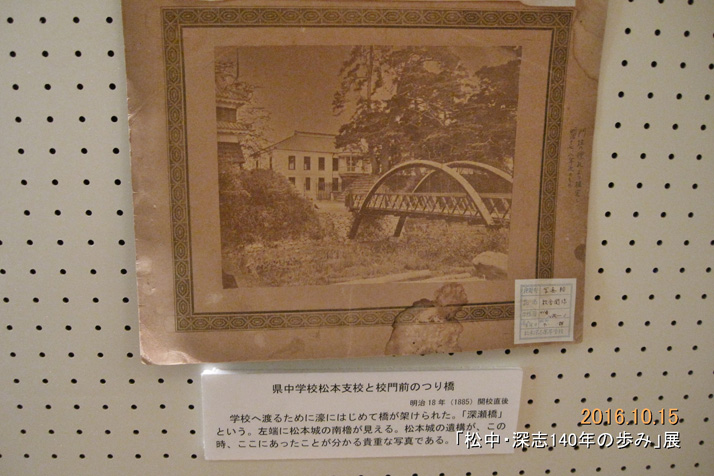 県中学校松本支校と校門前のつり橋
明治18年(1885)開校直後
学校へ渡るために濠にはじめて橋が架けられた。「深瀬橋」
という。左端に松本城の南櫓が見える。松本城の遺構が、この
時、ここにあったことが分かる貴重な写真である。
2016.10.15
「松中・深志140年の歩み」展